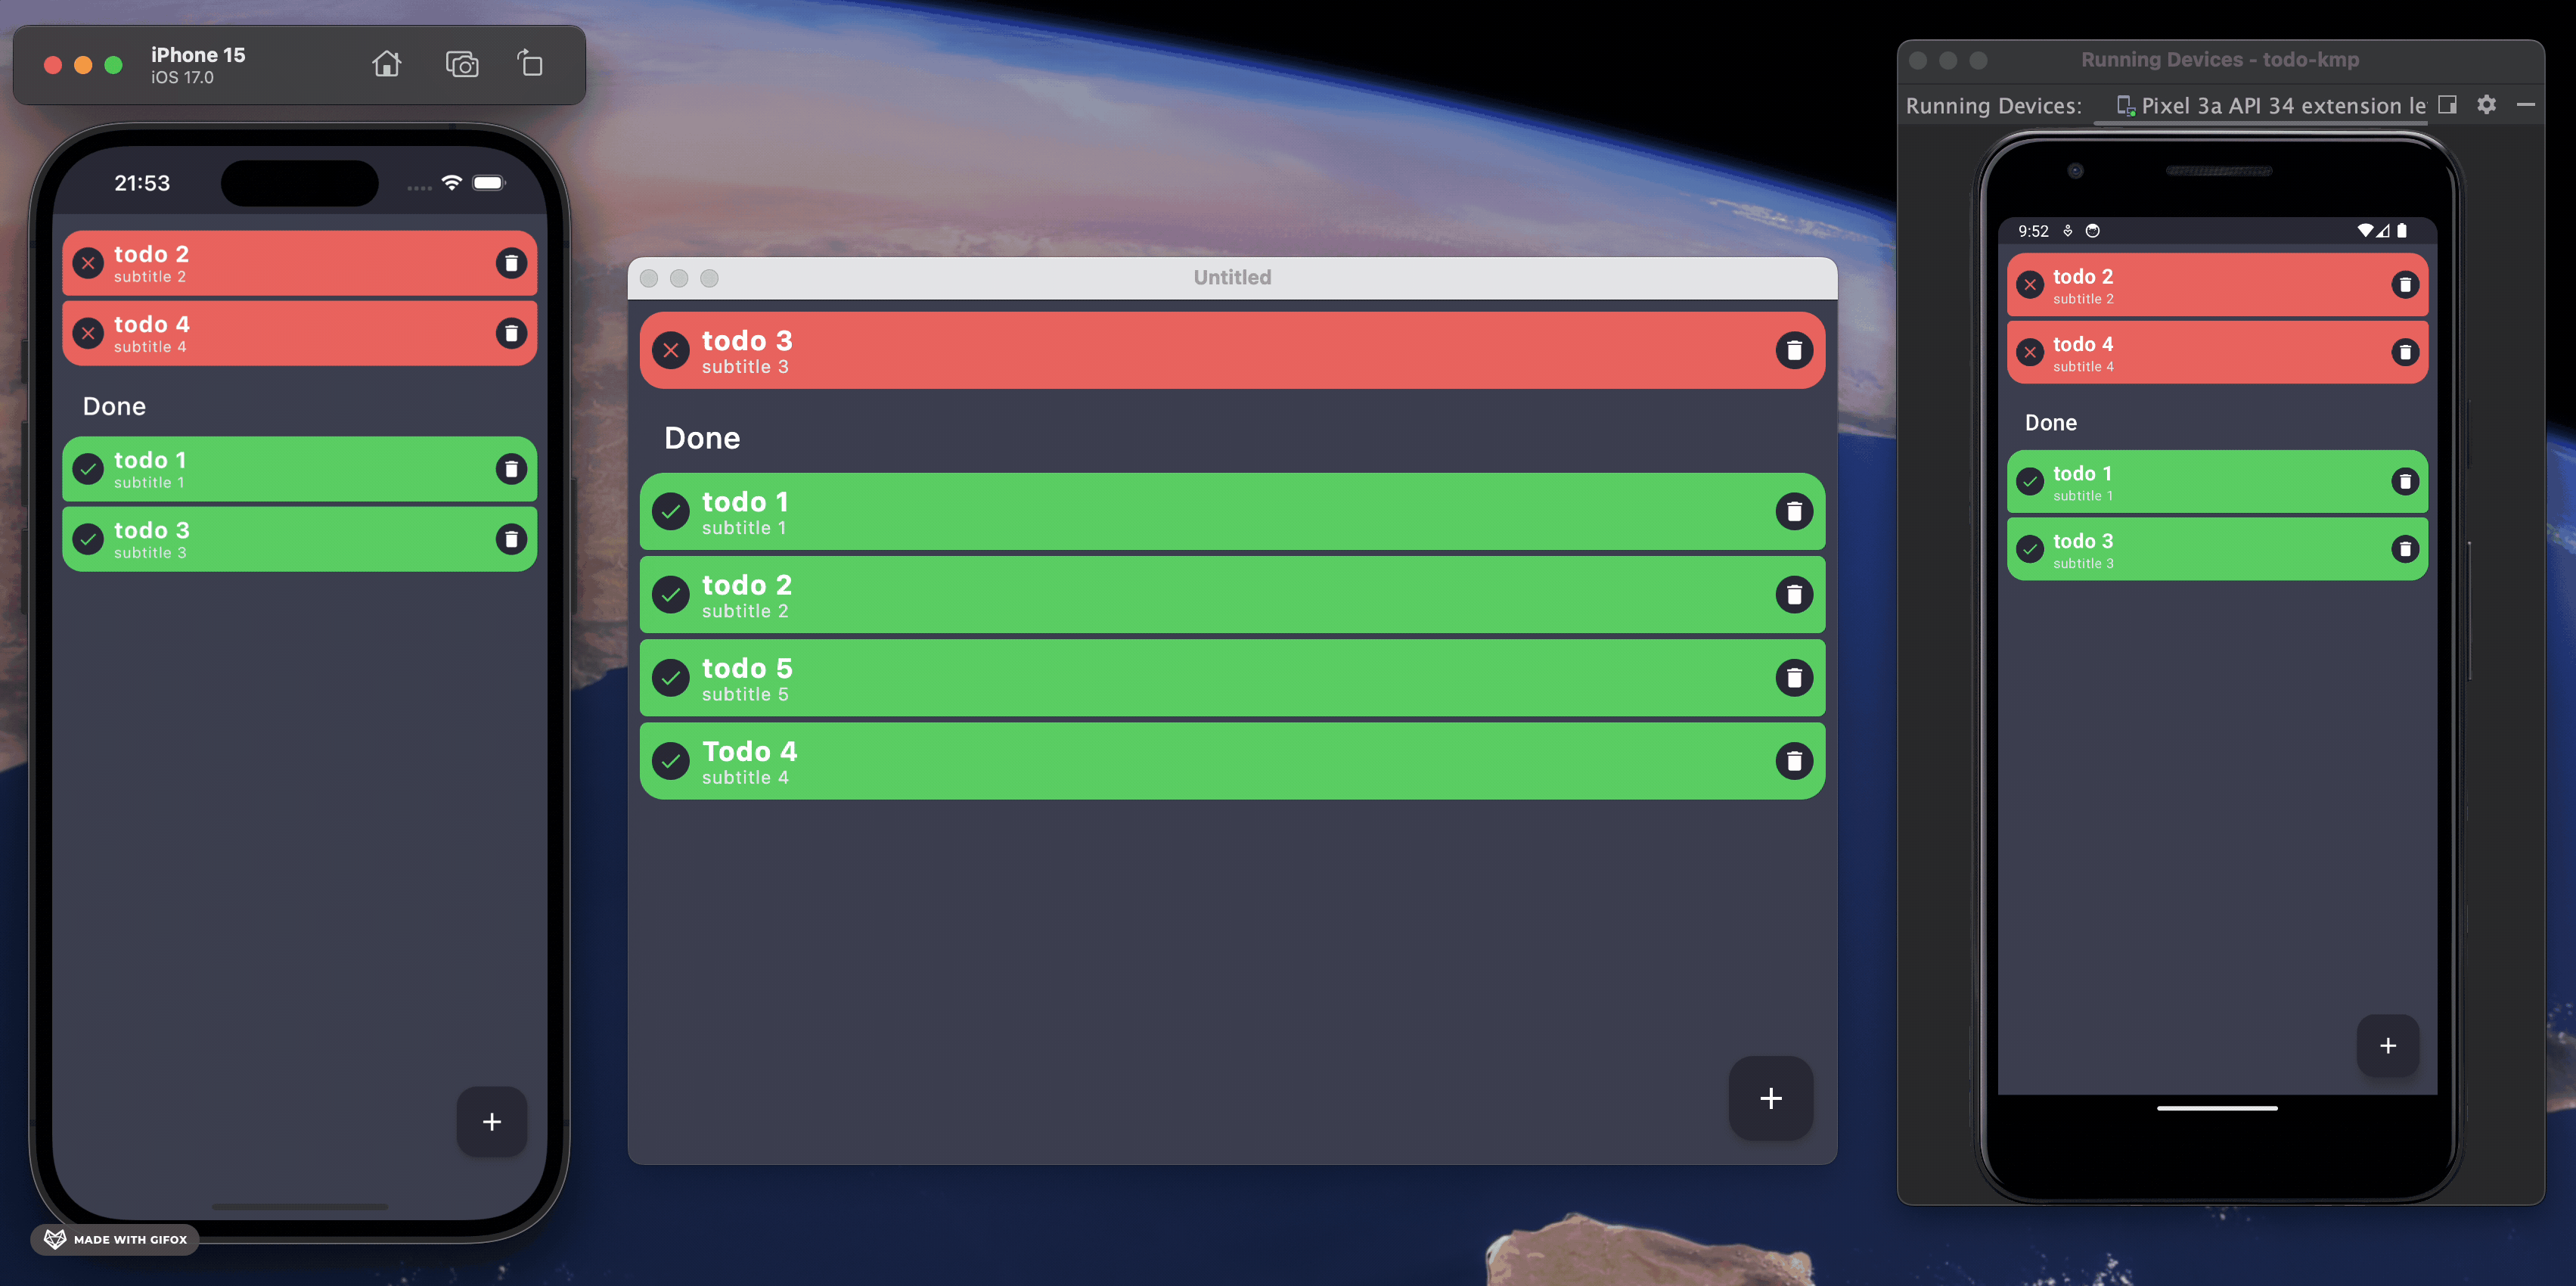 iPhone 15
iOS 17.0
21:53
todo 2
subtitle 2
todo 4
subtitle 4
Done
todo 1
subtitle 1
todo 3
subtitle 3
MADE WITH GIFOX
Untitled
todo 3
subtitle 3
Done
todo 1
subtitle 1
todo 2
subtitle 2
todo 5
subtitle 5
Todo 4
subtitle 4
Running Devices - todo-kmp
Running Devices: Pixel 3a API 34 extension le
9:52
todo 2
subtitle 2
todo 4
subtitle 4
Done
todo 1
subtitle 1
todo 3
subtitle 3